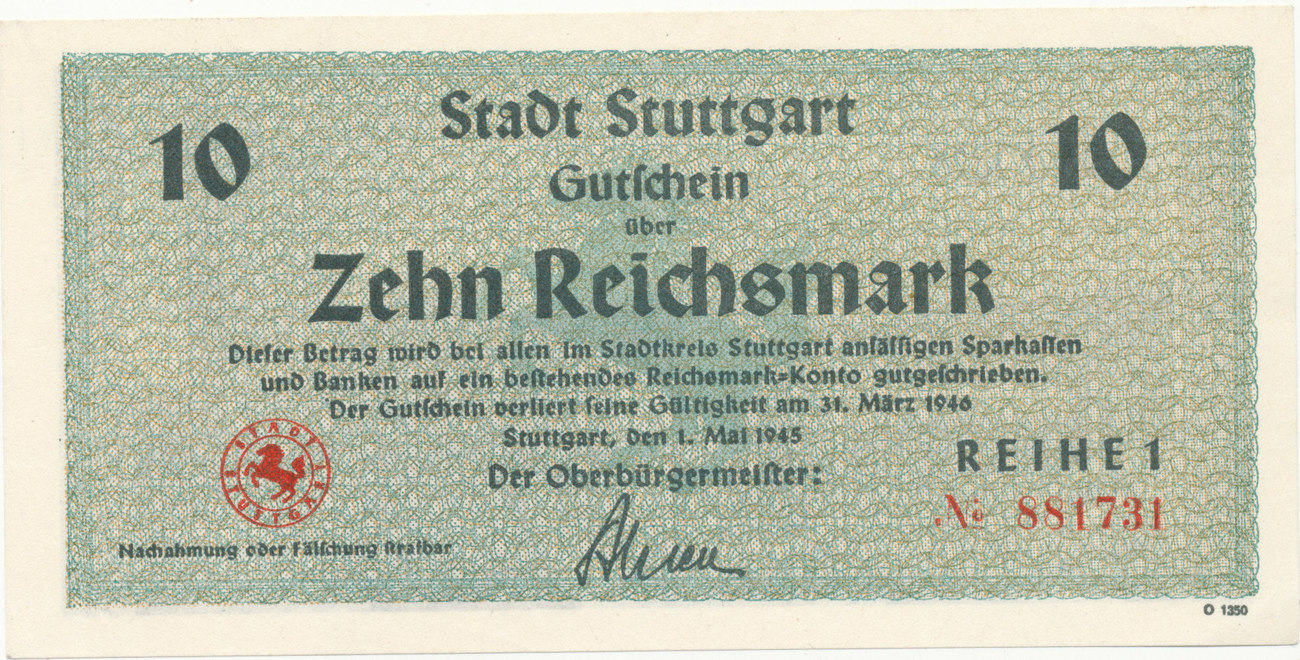 10
Stadt Stuttgart
10
Gutschein
über
Zehn Reichsmark
Dieser Betrag wird bei allen im Stadtkreis Stuttgart ansässigen Sparkassen
und Banken auf ein bestehendes Reichsmark-Konto gutgeschrieben.
Der Gutschein verliert seine Gültigkeit am 31. März 1946
Stuttgart, den 1. Mai 1945
Der Oberbürgermeister:
REIHE 1
№ 881731
STADT STUTTGART
Nachahmung oder Fälschung strafbar
O 1350